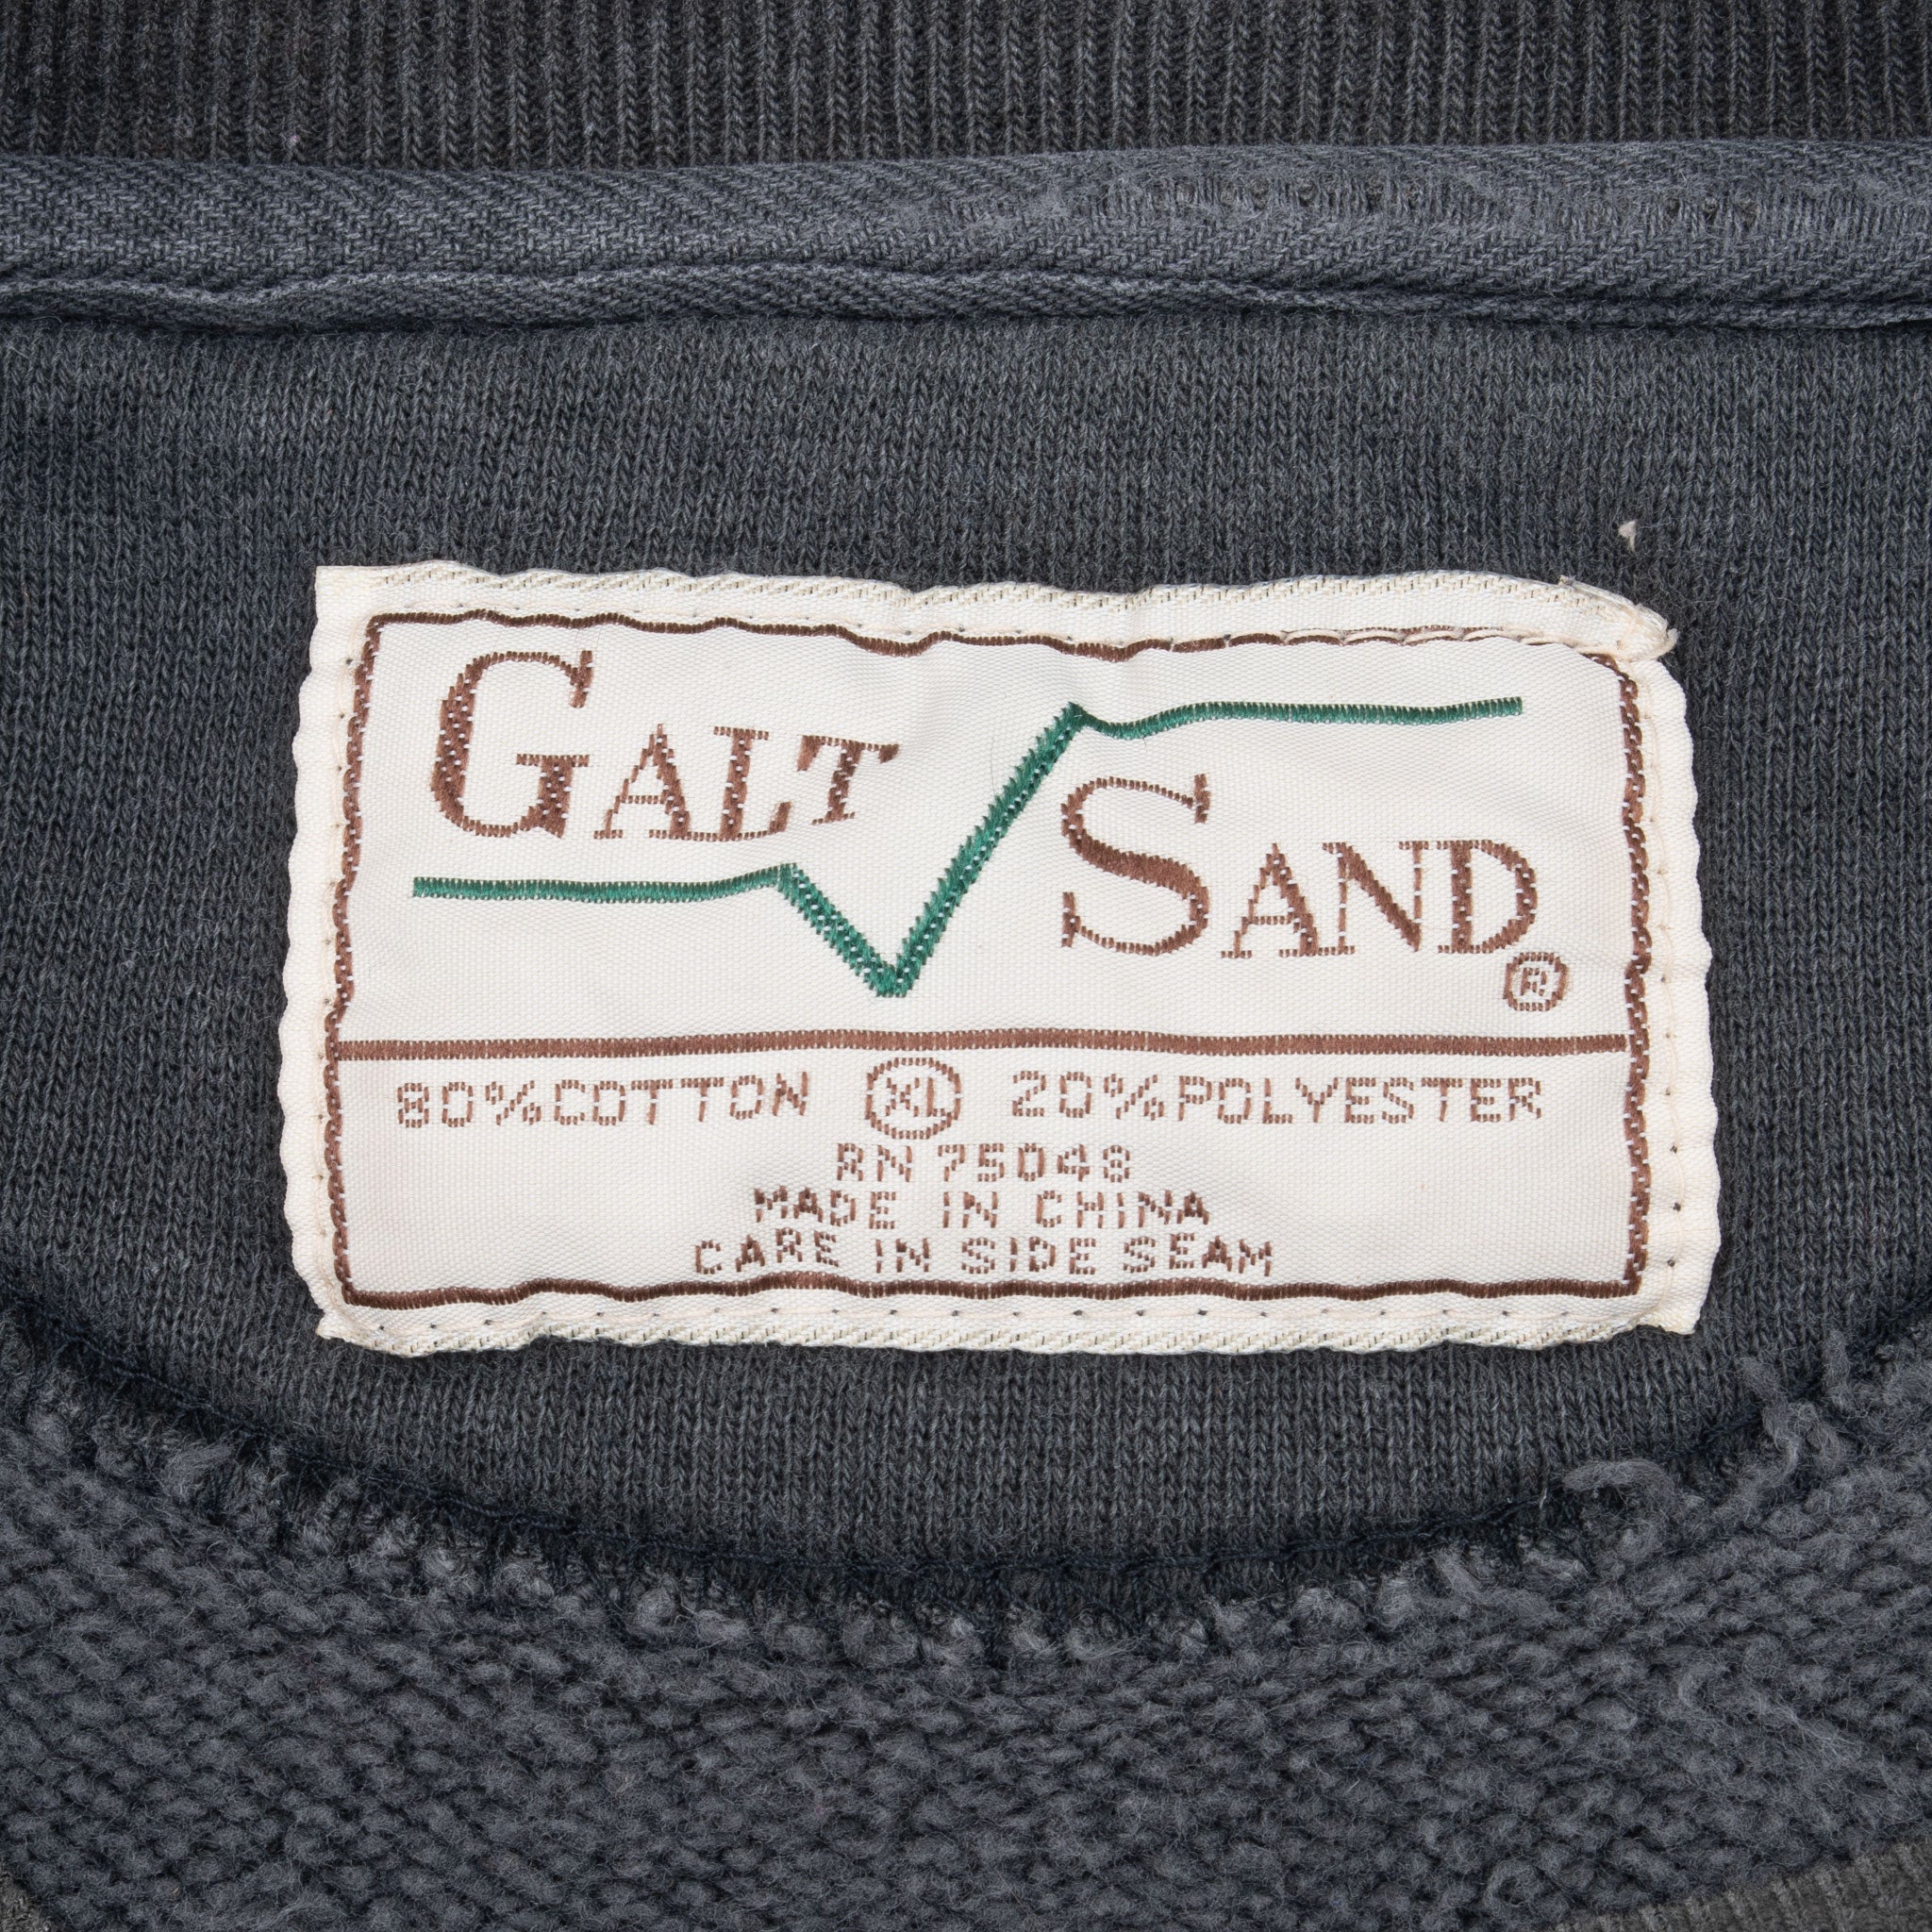 GALT
SAND®
80% COTTON XL 20% POLYESTER
RN 75048
MADE IN CHINA
CARE IN SIDE SEAM